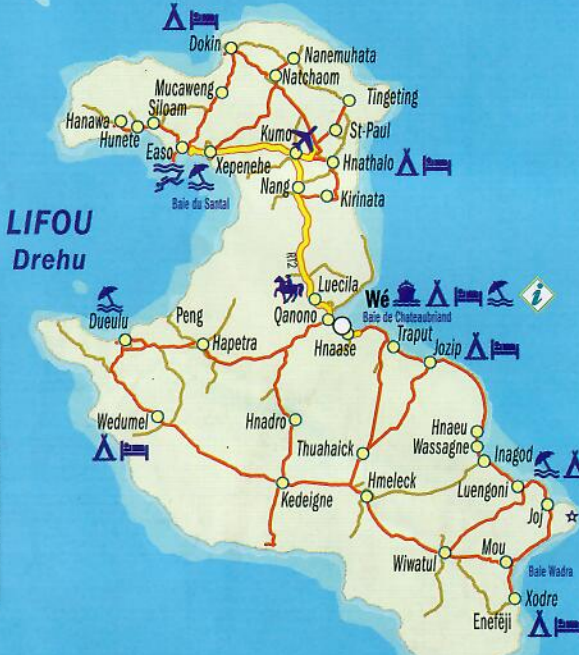 Dokin
Nanemuhata
Natchaom
Mucaweng
Tingeting
Siloam
Hanawa
Hunete
Kumo
St-Paul
Easo
Xepenehe
Hnathalo
Nang
Kirinata
Baie du Santal
LIFOU
Drehu
RT2
Luecila
Wé
Qanono
Baie de Chateaubriand
i
Dueulu
Peng
Hapetra
Hnaase
Traput
Jozip
Wedumel
Hnadro
Hnaeu
Wassagne
Thuahaick
Inagod
Kedeigne
Hmeleck
Luengoni
Joj
Wiwatul
Mou
Baie Wadra
Xodre
Enefëji